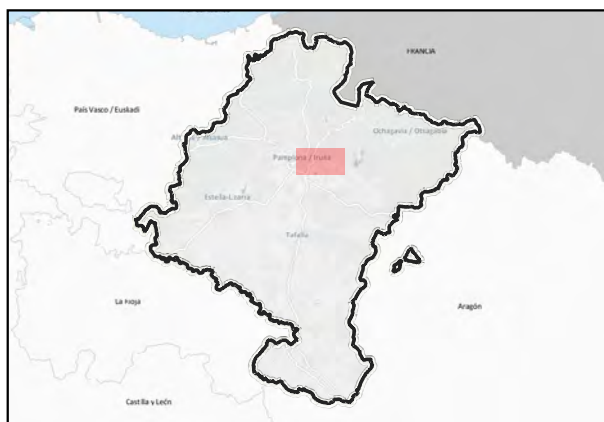 FRANCIA
País Vasco / Euskadi
Ochagavía / Otsagabia
Pamplona / Iruña
Estella-Lizarra
Tafalla
La Rioja
Aragón
Castilla y León